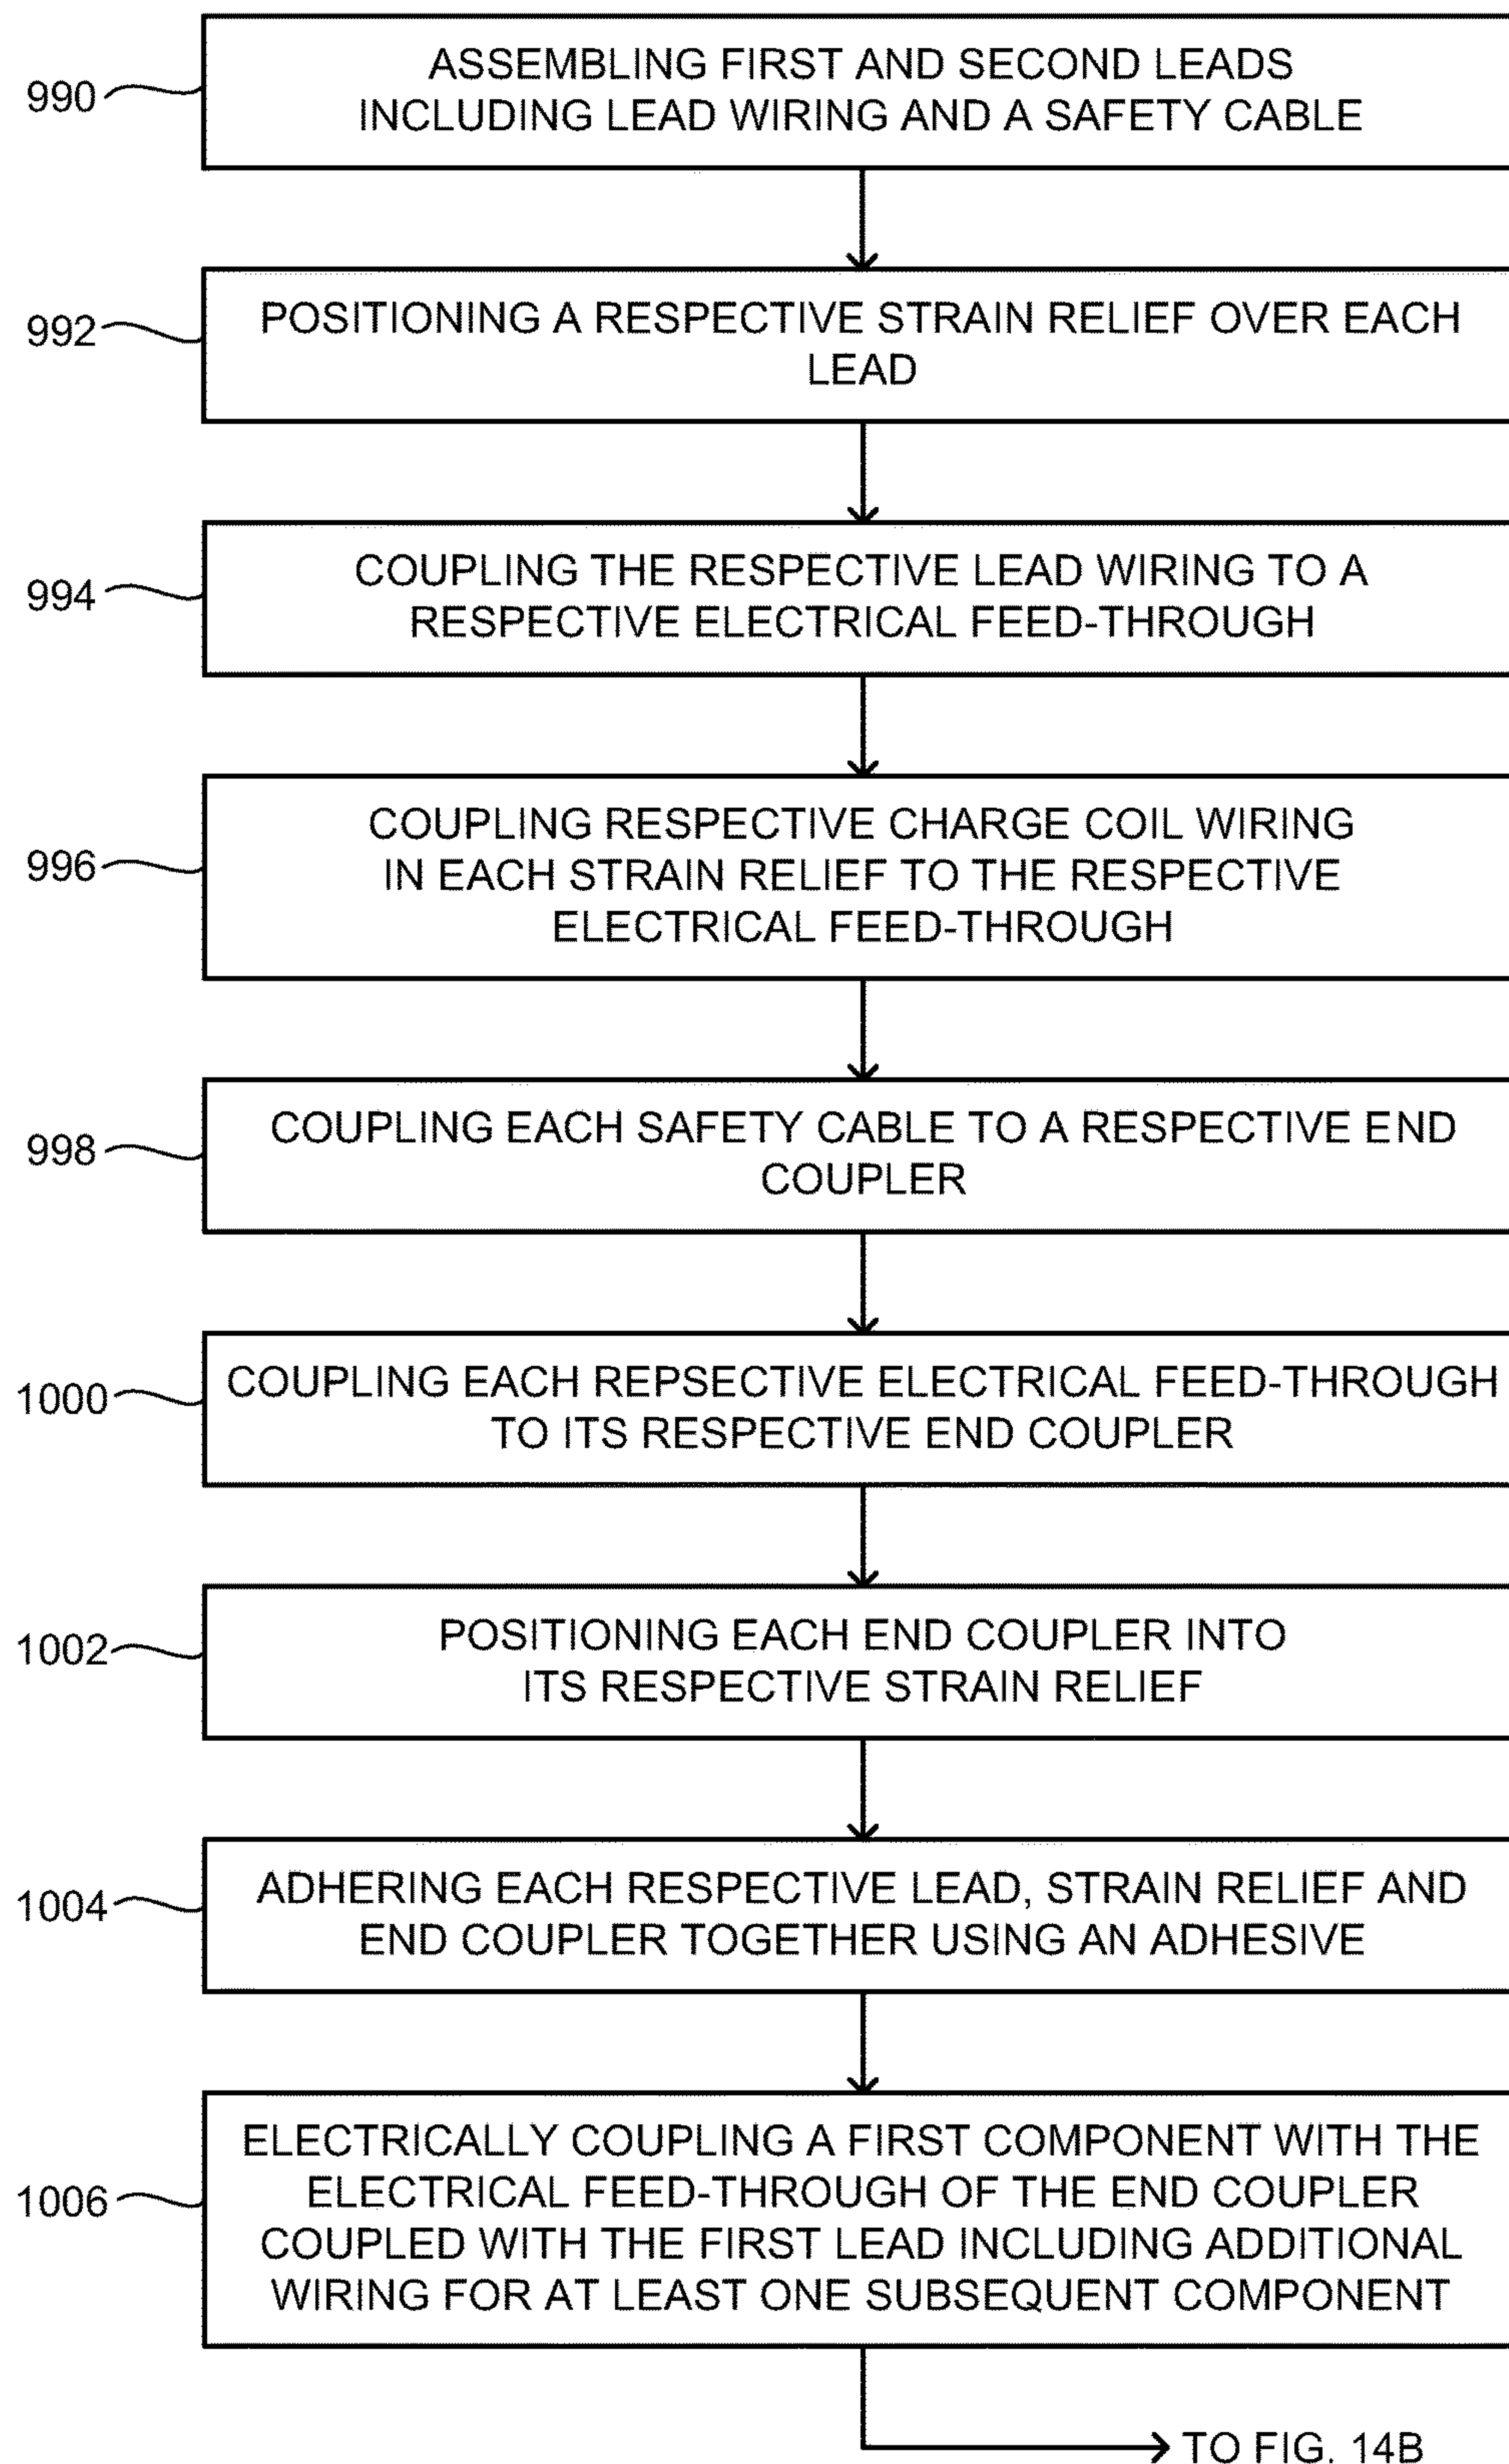 990
ASSEMBLING FIRST AND SECOND LEADS
INCLUDING LEAD WIRING AND A SAFETY CABLE
992
POSITIONING A RESPECTIVE STRAIN RELIEF OVER EACH
LEAD
994
COUPLING THE RESPECTIVE LEAD WIRING TO A
RESPECTIVE ELECTRICAL FEED-THROUGH
996
COUPLING RESPECTIVE CHARGE COIL WIRING
IN EACH STRAIN RELIEF TO THE RESPECTIVE
ELECTRICAL FEED-THROUGH
998
COUPLING EACH SAFETY CABLE TO A RESPECTIVE END
COUPLER
1000
COUPLING EACH REPSECTIVE ELECTRICAL FEED-THROUGH
TO ITS RESPECTIVE END COUPLER
1002
POSITIONING EACH END COUPLER INTO
ITS RESPECTIVE STRAIN RELIEF
1004
ADHERING EACH RESPECTIVE LEAD, STRAIN RELIEF AND
END COUPLER TOGETHER USING AN ADHESIVE
1006
ELECTRICALLY COUPLING A FIRST COMPONENT WITH THE
ELECTRICAL FEED-THROUGH OF THE END COUPLER
COUPLED WITH THE FIRST LEAD INCLUDING ADDITIONAL
WIRING FOR AT LEAST ONE SUBSEQUENT COMPONENT
TO FIG. 14B